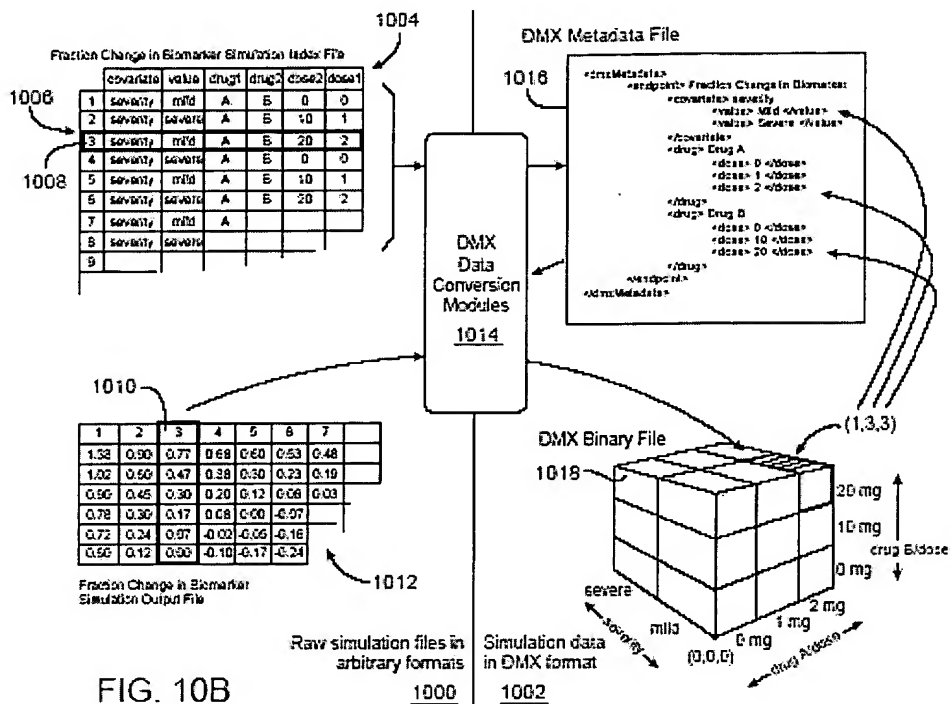 1004
Fraction Change in Biomarker Simulation Index File
covariate value drug1 drug2 dose2 dose1
1 severity mild A B 0 0
2 severity severe A B 10 1
3 severity mild A B 20 2
4 severity severe A B 0 0
5 severity mild A B 10 1
6 severity severe A B 20 2
7 severity mild A
8 severity severe
9
1006
1008
DMX Metadata File
1016
<dmxMetadata>
<endpoint> Fraction Change in Biomarker
<covariate> severity
<value> Mild </value>
<value> Severe </value>
</covariate>
<drug> Drug A
<dose> 0 </dose>
<dose> 1 </dose>
<dose> 2 </dose>
</drug>
<drug> Drug B
<dose> 0 </dose>
<dose> 10 </dose>
<dose> 20 </dose>
</drug>
</endpoint>
</dmxMetadata>
DMX
Data
Conversion
Modules
1014
1010
1 2 3 4 5 6 7
1.38 0.90 0.77 0.68 0.60 0.53 0.48
1.02 0.50 0.47 0.38 0.30 0.23 0.19
0.90 0.45 0.30 0.20 0.12 0.08 0.03
0.78 0.30 0.17 0.08 0.00 -0.07
0.72 0.24 0.07 -0.02 -0.16
0.12 0.00 -0.10 -0.17 -0.24
1012
Fraction Change in Biomarker
Simulation Output File
DMX Binary File
1018
(1,3,3)
20 mg
10 mg
0 mg
drug B/dose
severe
mild
severity
(0,0,0)
0 mg
1 mg
2 mg
drug A/dose
Raw simulation files in
arbitrary formats
1000
Simulation data
in DMX format
1002
FIG. 10B